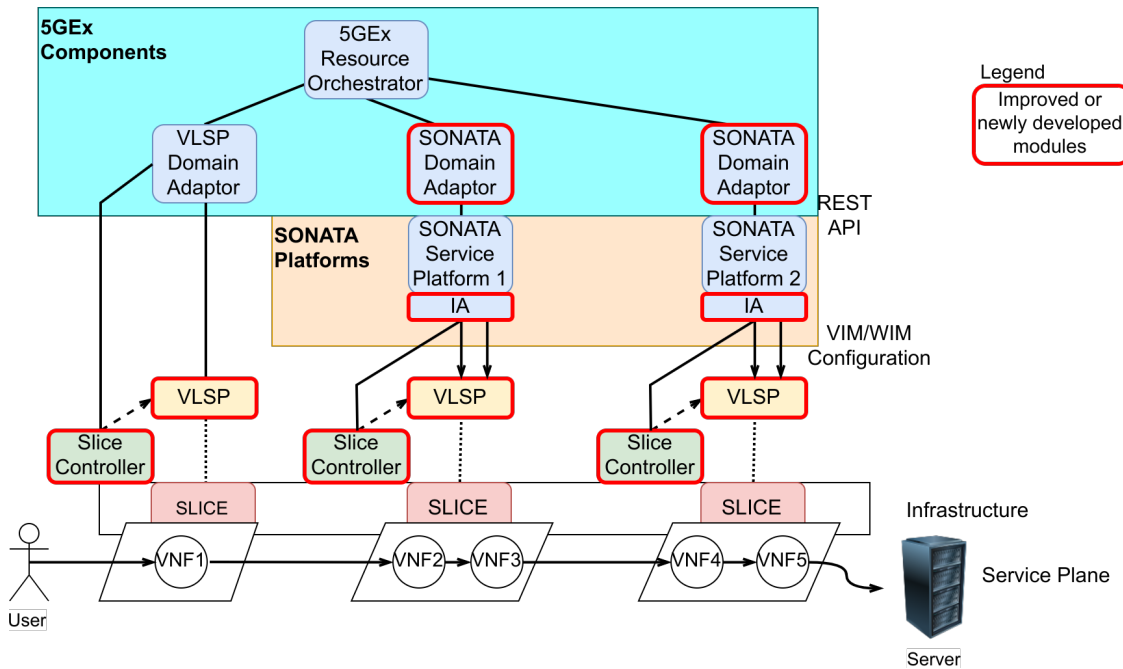 5GEx
Components
5GEx
Resource
Orchestrator
Legend
Improved or
newly developed
modules
VLSP
Domain
Adaptor
SONATA
Domain
Adaptor
SONATA
Domain
Adaptor
REST
API
SONATA
Platforms
SONATA
Service
Platform 1
IA
SONATA
Service
Platform 2
IA
VIM/WIM
Configuration
VLSP
VLSP
VLSP
Slice
Controller
Slice
Controller
Slice
Controller
SLICE
SLICE
SLICE
Infrastructure
VNF1
VNF2
VNF3
VNF4
VNF5
Service Plane
User
Server